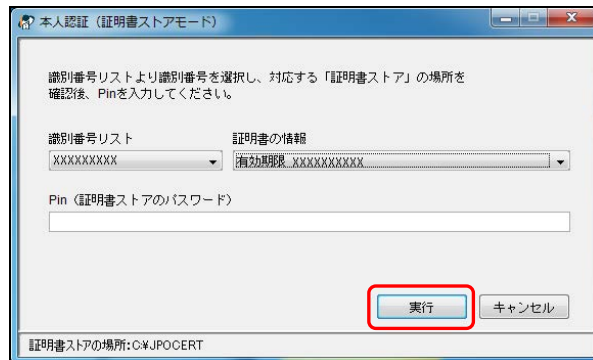 本人認証（証明書ストアモード）
識別番号リストより識別番号を選択し、対応する「証明書ストア」の場所を
確認後、Pinを入力してください。
識別番号リスト 証明書の情報
XXXXXXXXX 有効期限 XXXXXXXXXX
Pin（証明書ストアのパスワード）
実行 キャンセル
証明書ストアの場所:C:¥JPOCERT